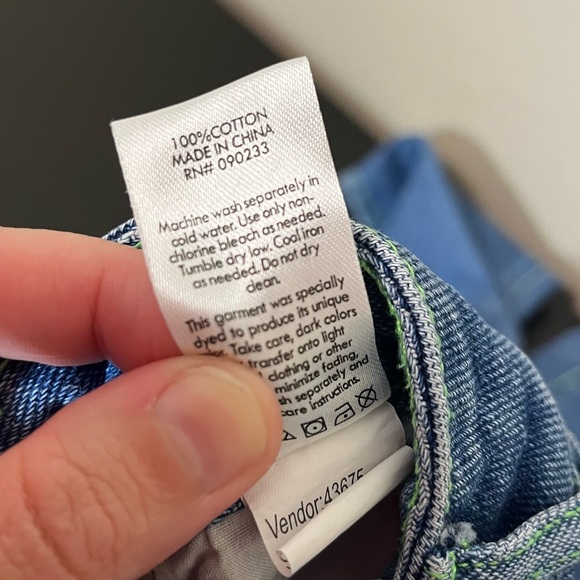 100%COTTON
MADE IN CHINA
RN# 090233
Machine wash separately in
cold water. Use only non-
chlorine bleach as needed.
Tumble dry low. Cool iron
as needed. Do not dry
clean.
This garment was specially
dyed to produce its unique
Take care, dark colors
transfer onto light
clothing or other
minimize fading,
separately and
care instructions.
Vendor:43675